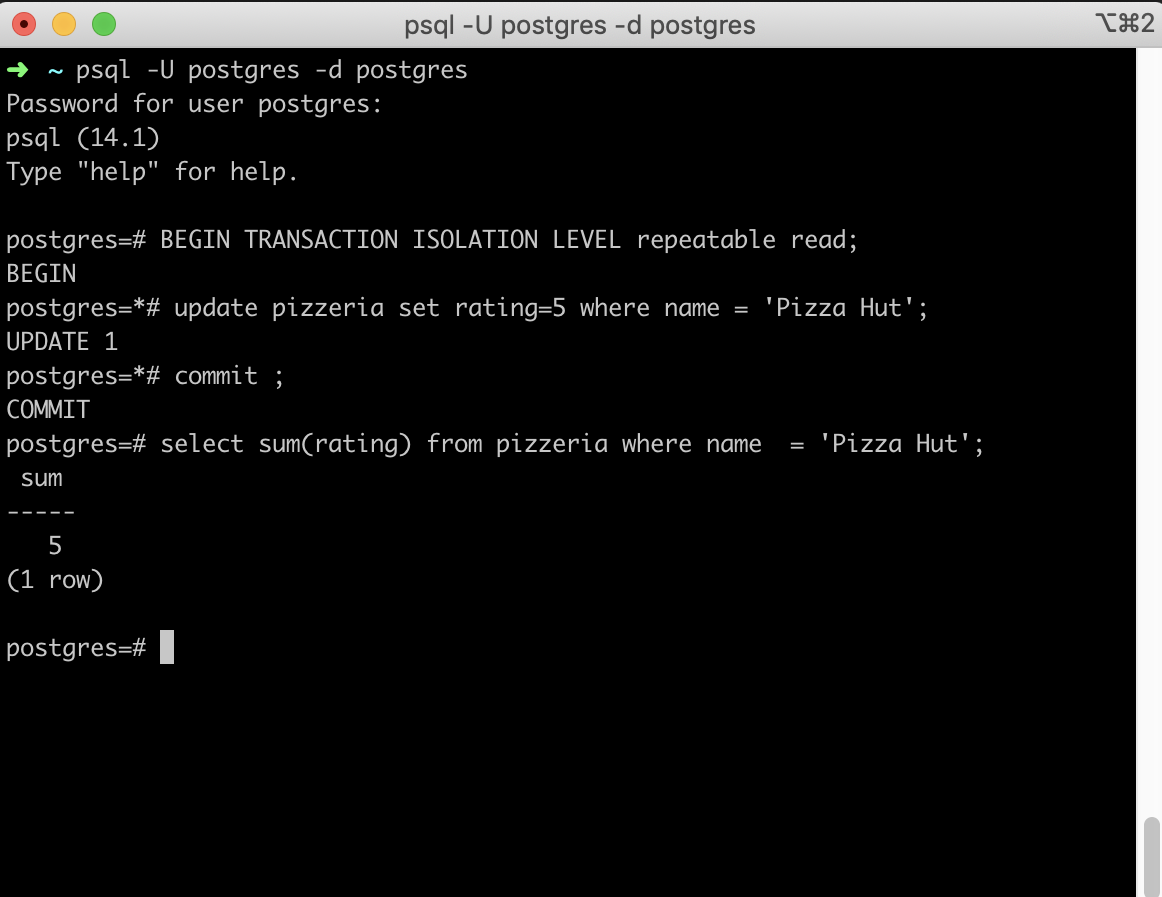 psql -U postgres -d postgres ⌥⌘2
➜ ~ psql -U postgres -d postgres
Password for user postgres:
psql (14.1)
Type "help" for help.
postgres=# BEGIN TRANSACTION ISOLATION LEVEL repeatable read;
BEGIN
postgres=*# update pizzeria set rating=5 where name = 'Pizza Hut';
UPDATE 1
postgres=*# commit ;
COMMIT
postgres=# select sum(rating) from pizzeria where name  = 'Pizza Hut';
 sum
-----
   5
(1 row)
postgres=#